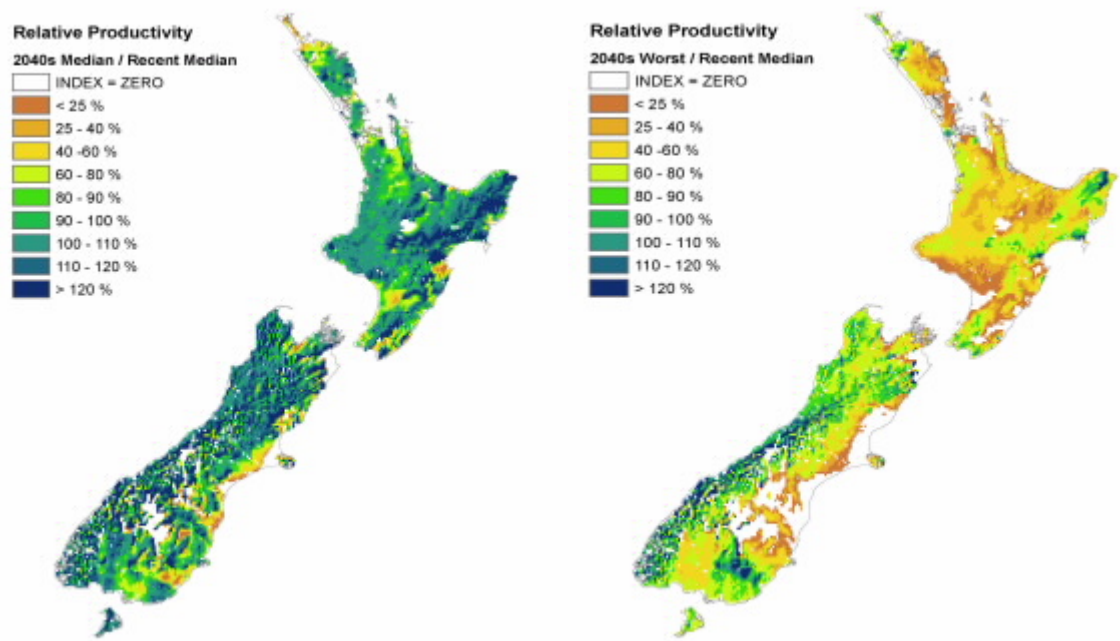 Relative Productivity
2040s Median / Recent Median
INDEX = ZERO
< 25 %
25 - 40 %
40 -60 %
60 - 80 %
80 - 90 %
90 - 100 %
100 - 110 %
110 - 120 %
> 120 %
Relative Productivity
2040s Worst / Recent Median
INDEX = ZERO
< 25 %
25 - 40 %
40 -60 %
60 - 80 %
80 - 90 %
90 - 100 %
100 - 110 %
110 - 120 %
> 120 %